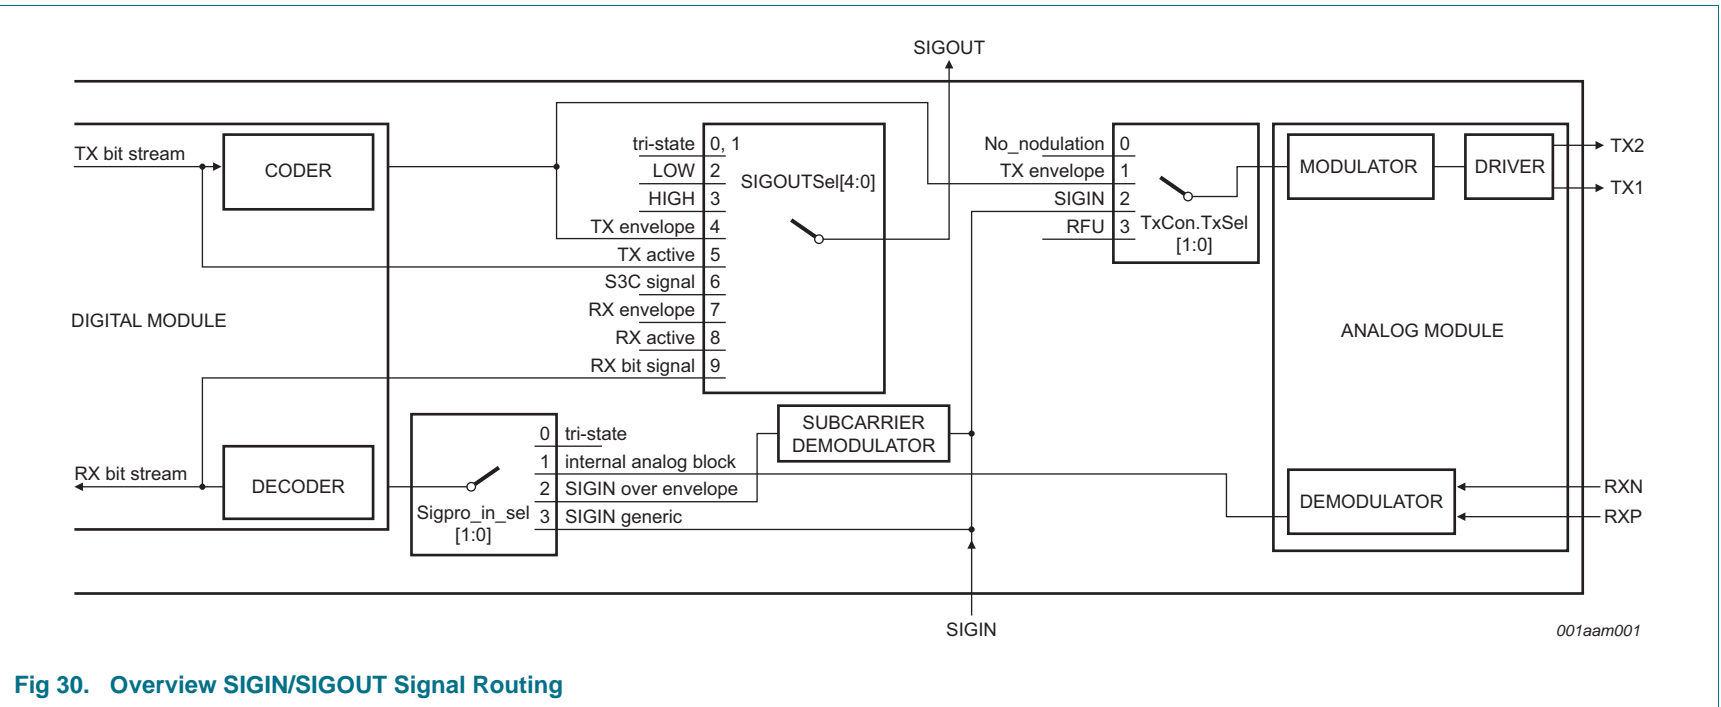 SIGOUT
TX bit stream
CODER
tri-state 0, 1
LOW 2
HIGH 3
TX envelope 4
TX active 5
S3C signal 6
RX envelope 7
RX active 8
RX bit signal 9
SIGOUTSel[4:0]
No_nodulation 0
TX envelope 1
SIGIN 2
RFU 3
TxCon.TxSel
[1:0]
MODULATOR
DRIVER
TX2
TX1
DIGITAL MODULE
ANALOG MODULE
SUBCARRIER
DEMODULATOR
0 tri-state
1 internal analog block
2 SIGIN over envelope
3 SIGIN generic
Sigpro_in_sel
[1:0]
RX bit stream
DECODER
DEMODULATOR
RXN
RXP
SIGIN
001aam001
Fig 30. Overview SIGIN/SIGOUT Signal Routing